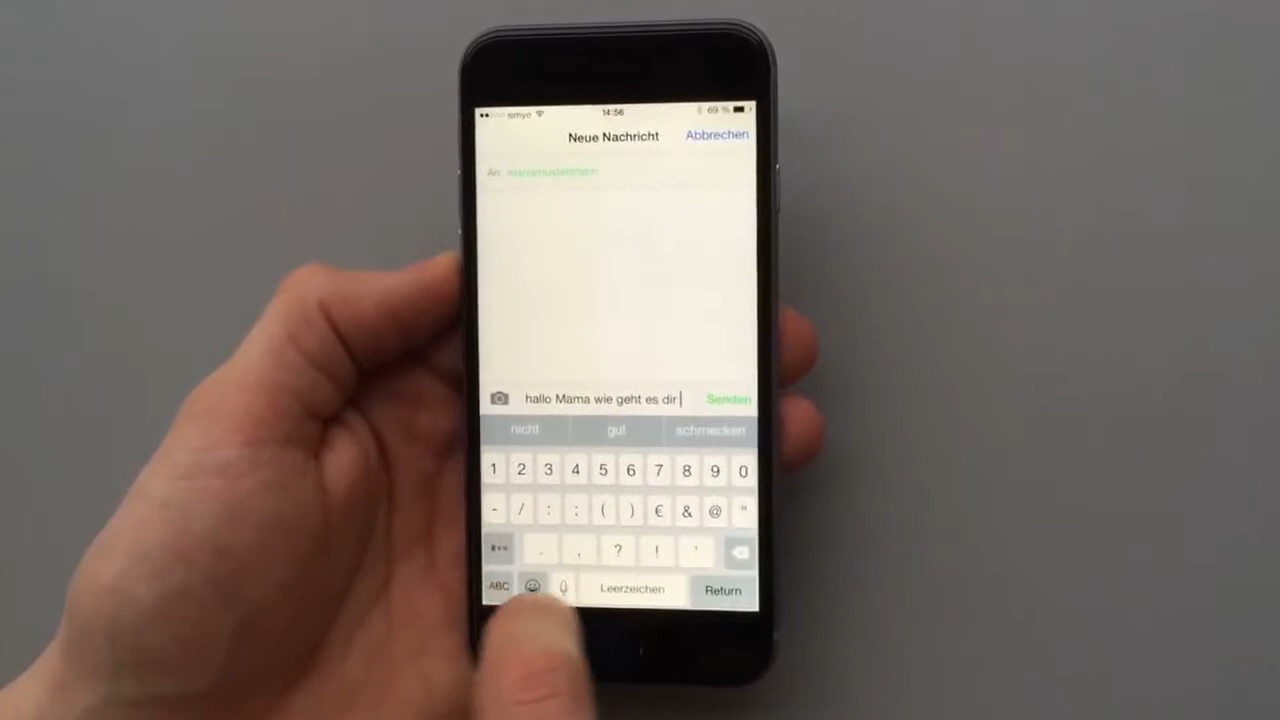 simyo 14:56 69 %
Neue Nachricht Abbrechen
An: mariamustermann
hallo Mama wie geht es dir Senden
nicht gut schmecken
1 2 3 4 5 6 7 8 9 0
- / : ; ( ) € & @ "
#+= . , ? ! '
ABC Leerzeichen Return